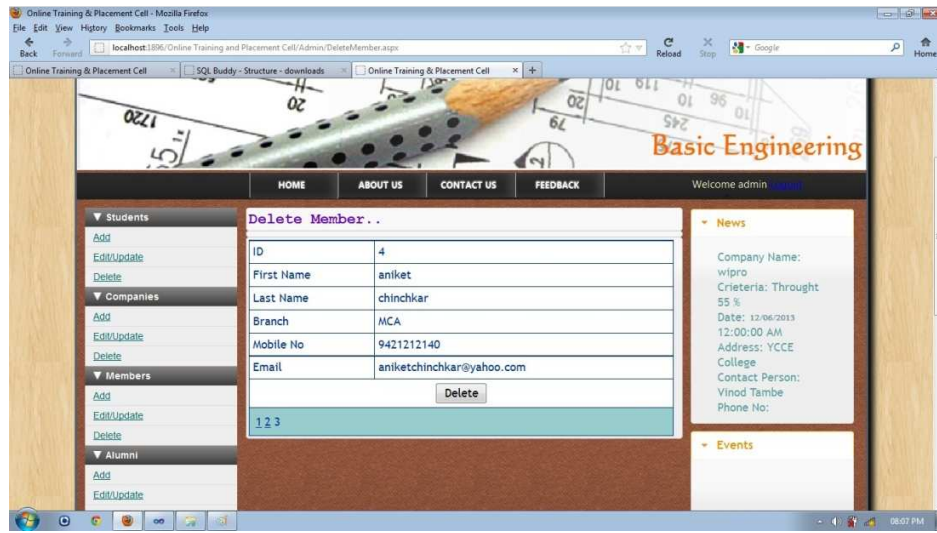 Online Training & Placement Cell - Mozilla Firefox
File Edit View History Bookmarks Tools Help
Back Forward localhost:1896/Online Training and Placement Cell/Admin/DeleteMember.aspx Reload Stop Google Home
Online Training & Placement Cell SQL Buddy - Structure - downloads Online Training & Placement Cell
Basic Engineering
HOME ABOUT US CONTACT US FEEDBACK Welcome admin
Students
Add
Edit/Update
Delete
Companies
Add
Edit/Update
Delete
Members
Add
Edit/Update
Delete
Alumni
Add
Edit/Update
Delete Member..
ID 4
First Name aniket
Last Name chinchkar
Branch MCA
Mobile No 9421212140
Email aniketchinchkar@yahoo.com
Delete
1 2 3
News
Company Name:
wipro
Crieteria: Throught
55 %
Date: 12/06/2013
12:00:00 AM
Address: YCCE
College
Contact Person:
Vinod Tambe
Phone No:
Events
08:07 PM